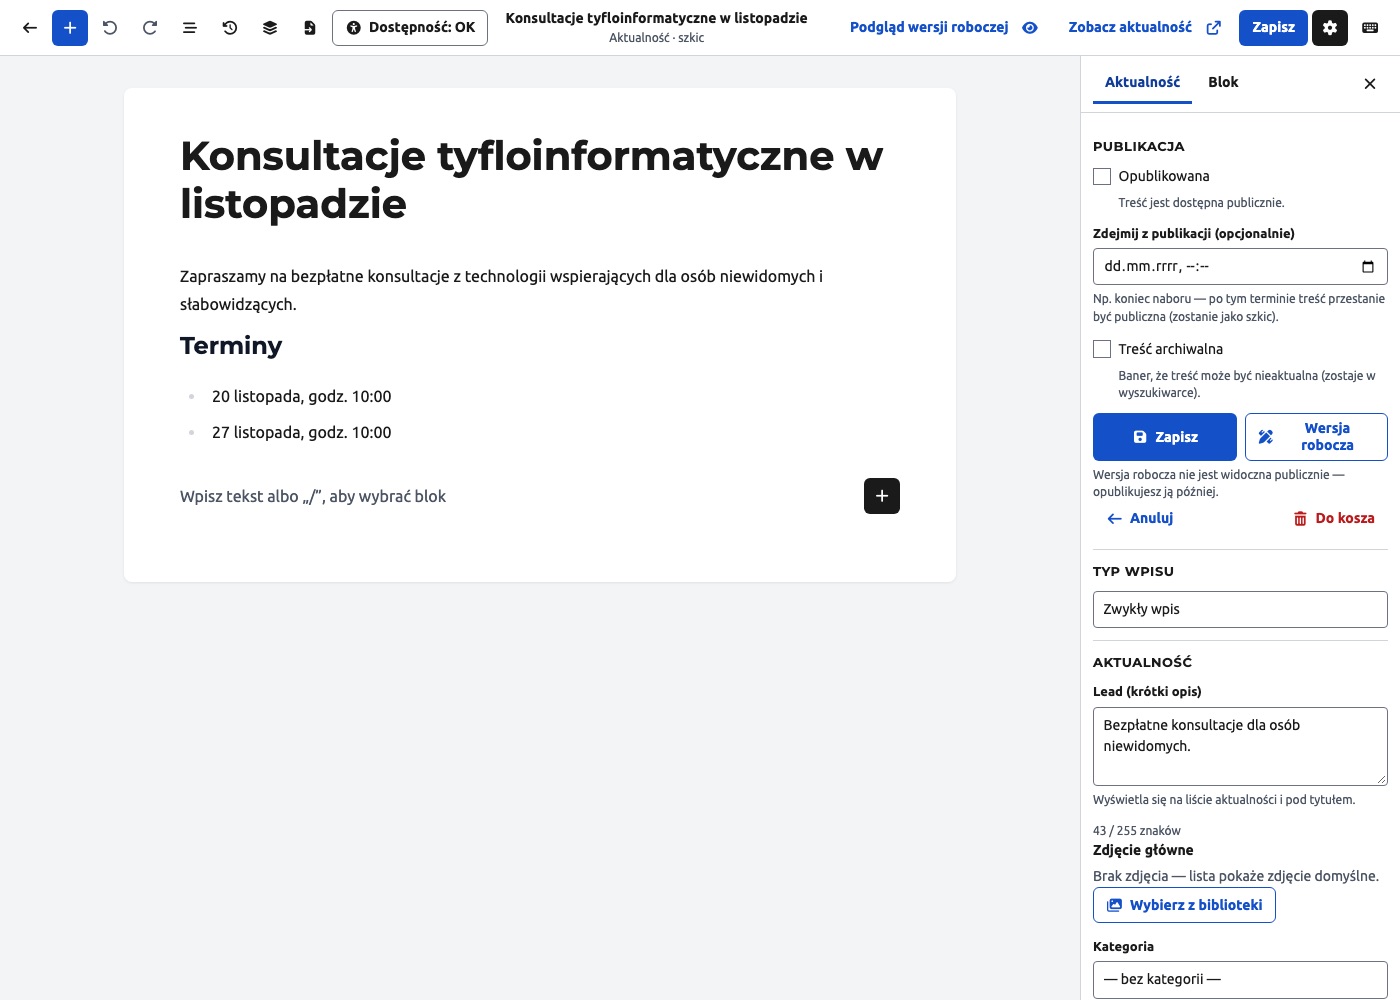 Dostępność: OK
Konsultacje tyfloinformatyczne w listopadzie
Aktualność · szkic
Podgląd wersji roboczej
Zobacz aktualność
Zapisz
Konsultacje tyfloinformatyczne w
listopadzie
Zapraszamy na bezpłatne konsultacje z technologii wspierających dla osób niewidomych i
słabowidzących.
Terminy
20 listopada, godz. 10:00
27 listopada, godz. 10:00
Wpisz tekst albo „/”, aby wybrać blok
Aktualność
Blok
PUBLIKACJA
Opublikowana
Treść jest dostępna publicznie.
Zdejmij z publikacji (opcjonalnie)
dd.mm.rrrr, --:--
Np. koniec naboru — po tym terminie treść przestanie
być publiczna (zostanie jako szkic).
Treść archiwalna
Baner, że treść może być nieaktualna (zostaje w
wyszukiwarce).
Zapisz
Wersja
robocza
Wersja robocza nie jest widoczna publicznie —
opublikujesz ją później.
Anuluj
Do kosza
TYP WPISU
Zwykły wpis
AKTUALNOŚĆ
Lead (krótki opis)
Bezpłatne konsultacje dla osób
niewidomych.
Wyświetla się na liście aktualności i pod tytułem.
43 / 255 znaków
Zdjęcie główne
Brak zdjęcia — lista pokaże zdjęcie domyślne.
Wybierz z biblioteki
Kategoria
— bez kategorii —